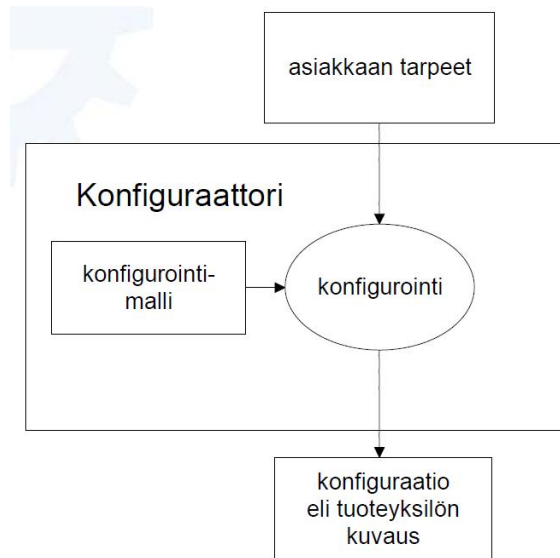 asiakkaan tarpeet
Konfiguraattori
konfigurointi-
malli
konfigurointi
konfiguraatio
eli tuoteyksilön
kuvaus